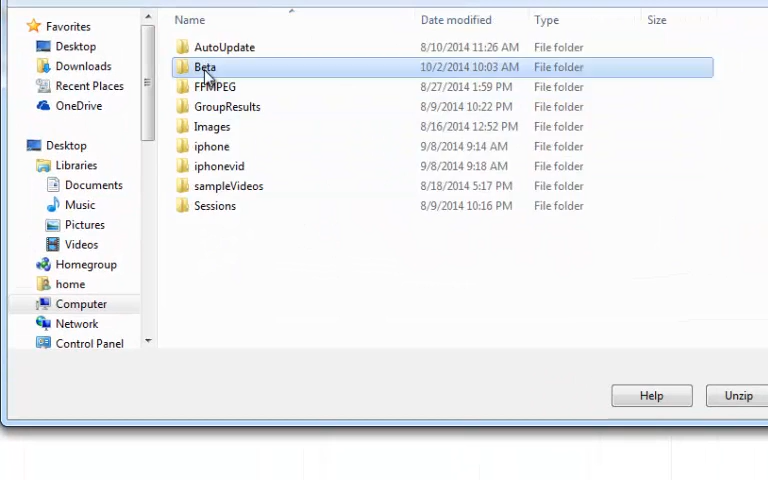 Name Date modified Type Size
Favorites
Desktop
Downloads
Recent Places
OneDrive
Desktop
Libraries
Documents
Music
Pictures
Videos
Homegroup
home
Computer
Network
Control Panel
AutoUpdate 8/10/2014 11:26 AM File folder
Beta 10/2/2014 10:03 AM File folder
FFMPEG 8/27/2014 1:59 PM File folder
GroupResults 8/9/2014 10:22 PM File folder
Images 8/16/2014 12:52 PM File folder
iphone 9/8/2014 9:14 AM File folder
iphonevid 9/8/2014 9:18 AM File folder
sampleVideos 8/18/2014 5:17 PM File folder
Sessions 8/9/2014 10:16 PM File folder
Help Unzip